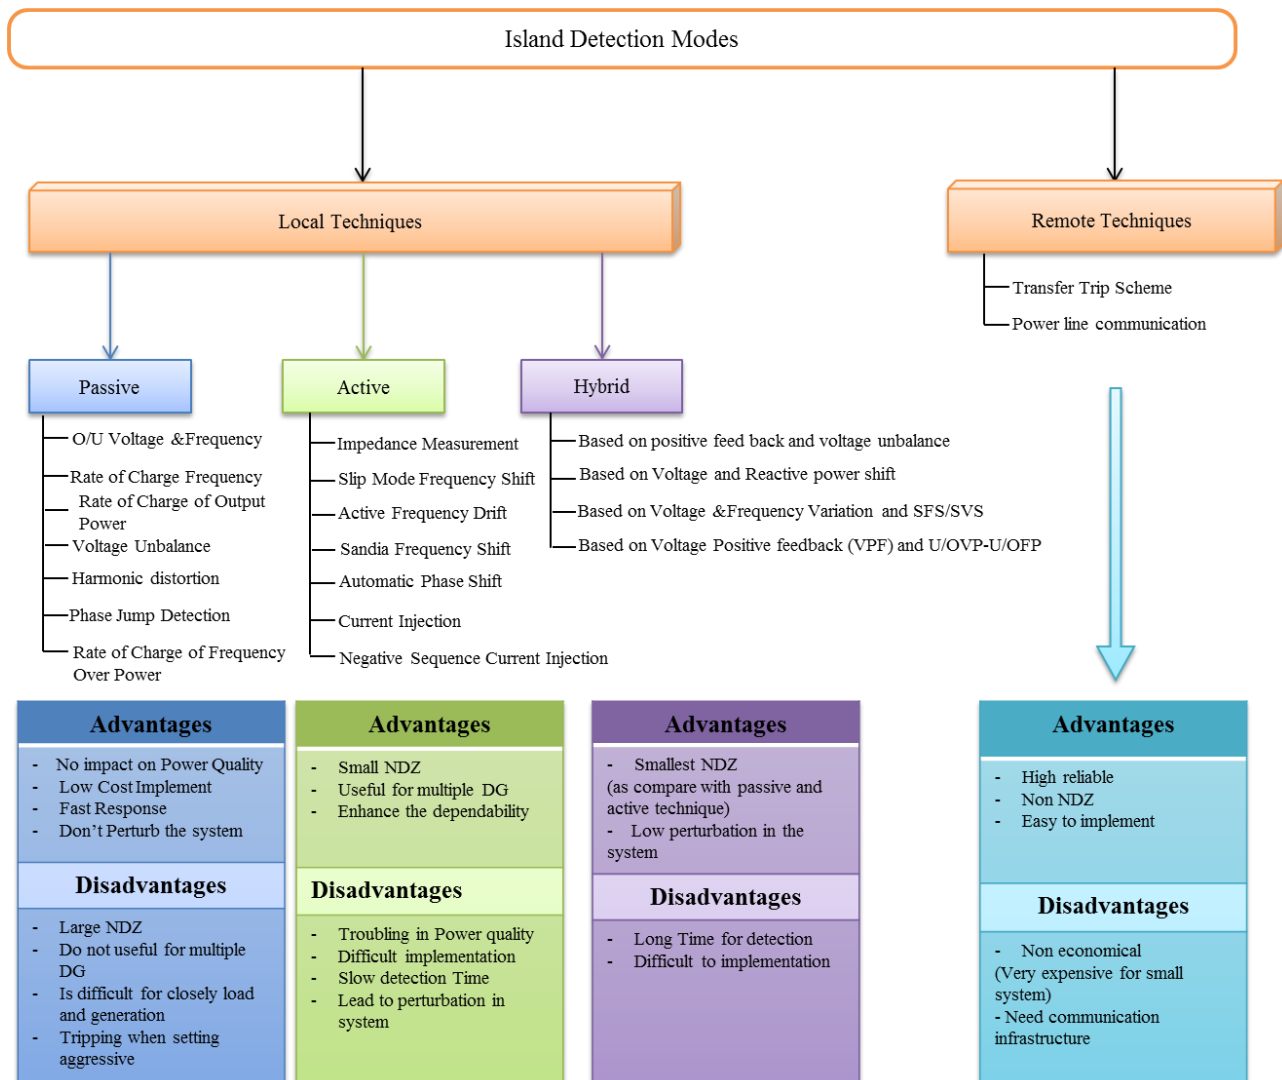 Island Detection Modes
Local Techniques
Remote Techniques
Transfer Trip Scheme
Power line communication
Passive
Active
Hybrid
O/U Voltage &Frequency
Rate of Charge Frequency
Rate of Charge of Output
Power
Voltage Unbalance
Harmonic distortion
Phase Jump Detection
Rate of Charge of Frequency
Over Power
Impedance Measurement
Slip Mode Frequency Shift
Active Frequency Drift
Sandia Frequency Shift
Automatic Phase Shift
Current Injection
Negative Sequence Current Injection
Based on positive feed back and voltage unbalance
Based on Voltage and Reactive power shift
Based on Voltage &Frequency Variation and SFS/SVS
Based on Voltage Positive feedback (VPF) and U/OVP-U/OFP
Advantages
- No impact on Power Quality
- Low Cost Implement
- Fast Response
- Don’t Perturb the system
Disadvantages
- Large NDZ
- Do not useful for multiple
DG
- Is difficult for closely load
and generation
- Tripping when setting
aggressive
Advantages
- Small NDZ
- Useful for multiple DG
- Enhance the dependability
Disadvantages
- Troubling in Power quality
- Difficult implementation
- Slow detection Time
- Lead to perturbation in
system
Advantages
- Smallest NDZ
(as compare with passive and
active technique)
- Low perturbation in the
system
Disadvantages
- Long Time for detection
- Difficult to implementation
Advantages
- High reliable
- Non NDZ
- Easy to implement
Disadvantages
- Non economical
(Very expensive for small
system)
- Need communication
infrastructure